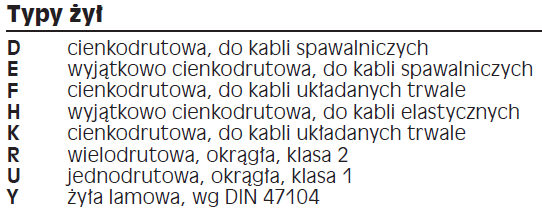 Typy żył
D cienkodrutowa, do kabli spawalniczych
E wyjątkowo cienkodrutowa, do kabli spawalniczych
F cienkodrutowa, do kabli układanych trwale
H wyjątkowo cienkodrutowa, do kabli elastycznych
K cienkodrutowa, do kabli układanych trwale
R wielodrutowa, okrągła, klasa 2
U jednodrutowa, okrągła, klasa 1
Y żyła lamowa, wg DIN 47104